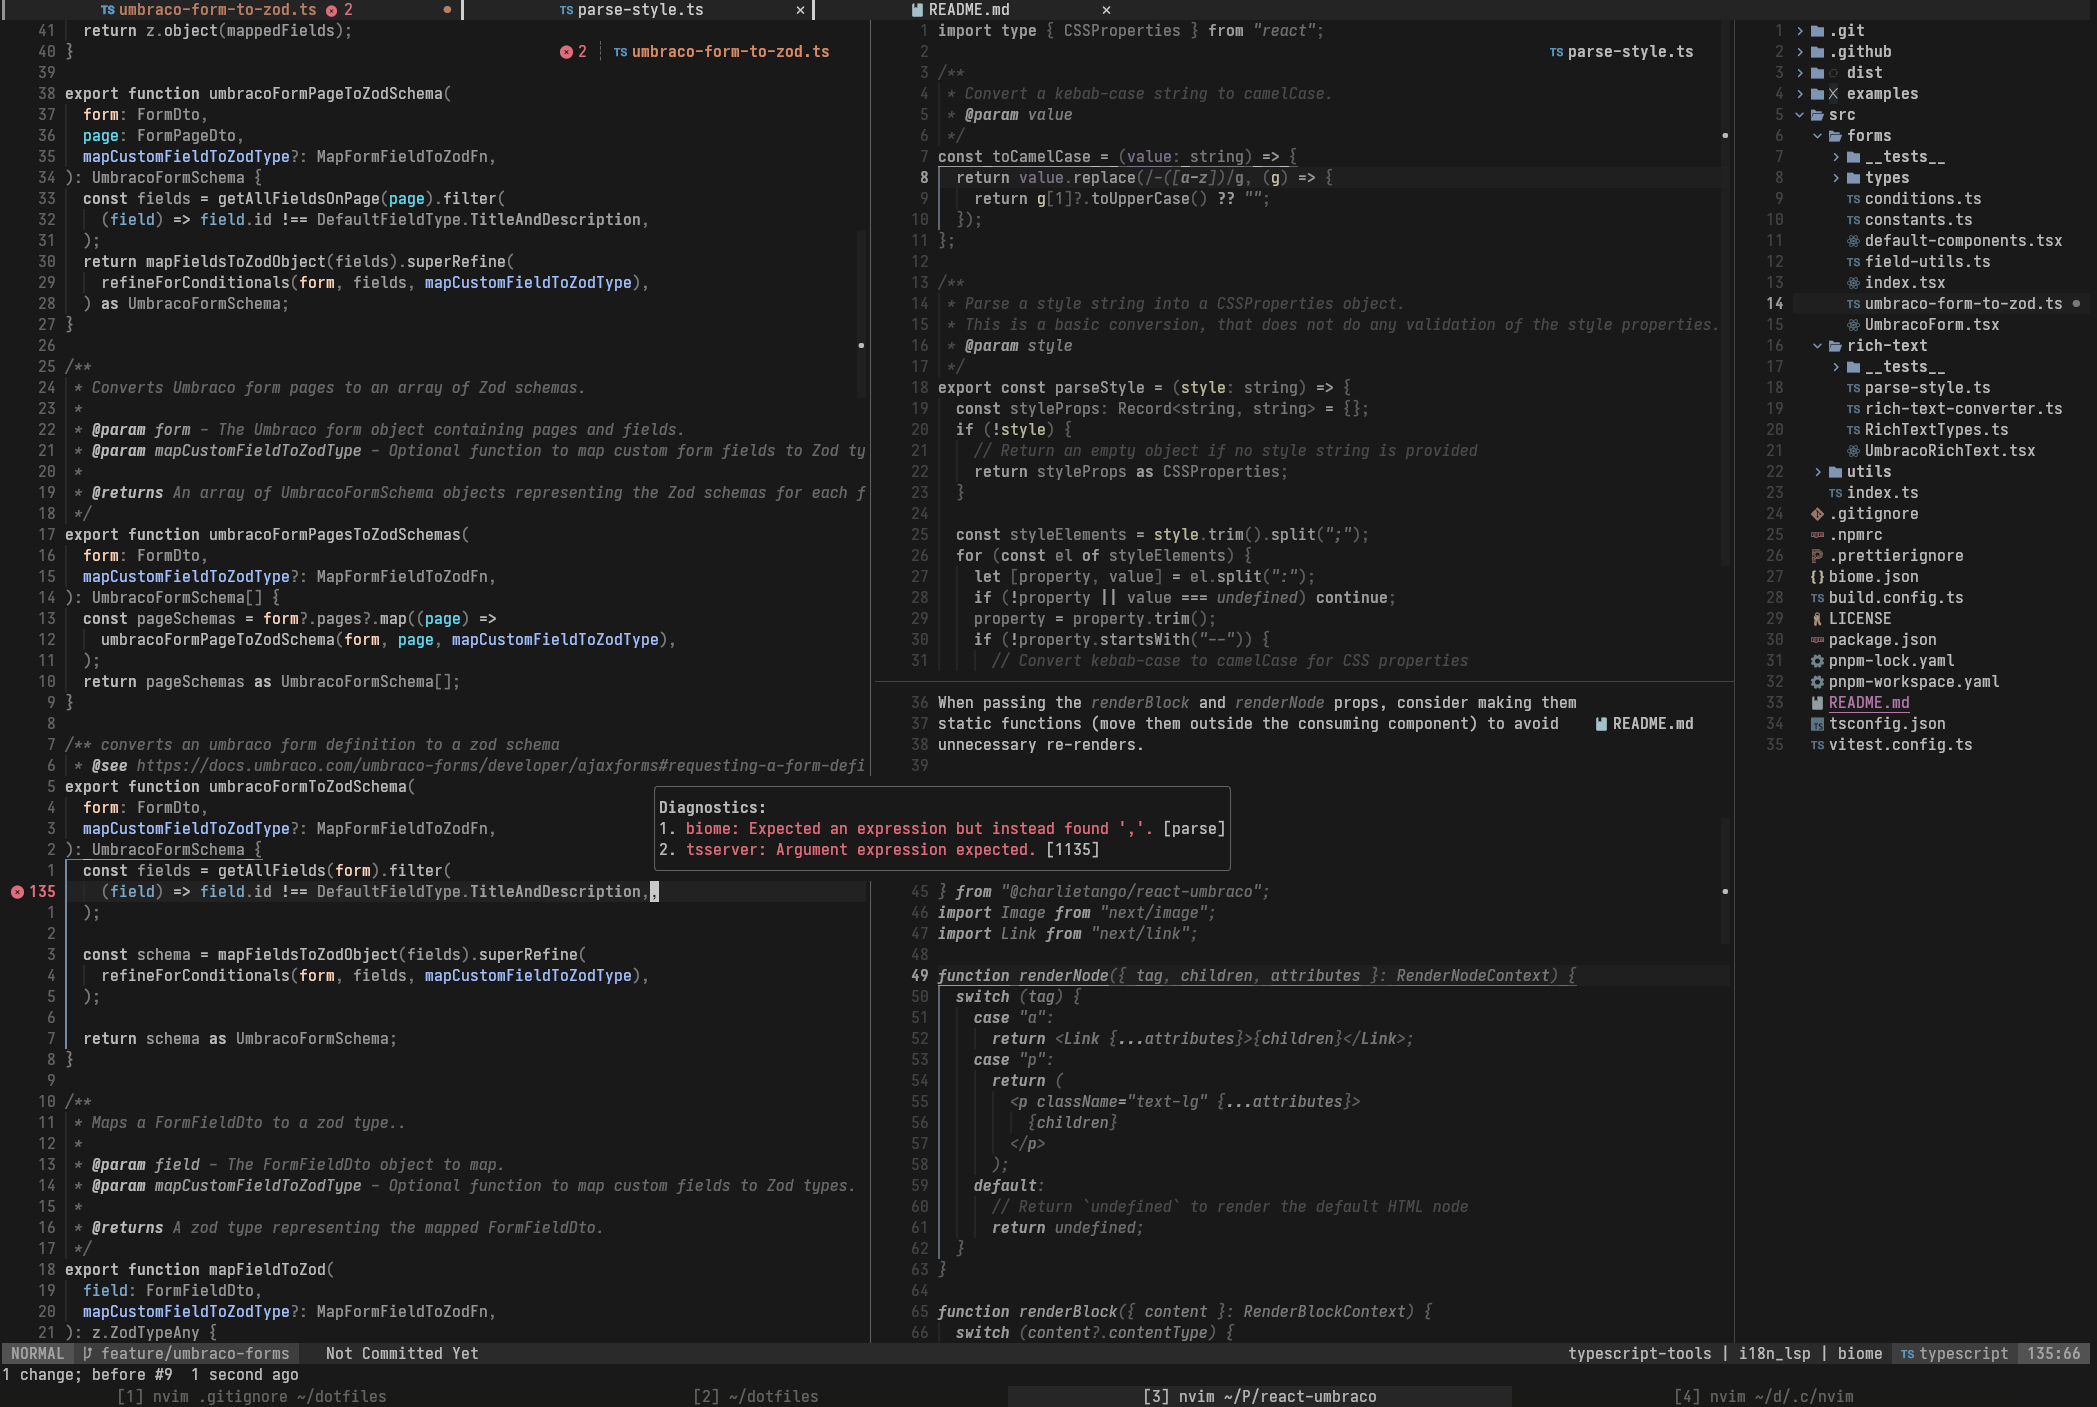 TS umbraco-form-to-zod.ts 2 ●
TS parse-style.ts ×
README.md ×
41 return z.object(mappedFields);
40 }
2 TS umbraco-form-to-zod.ts
39
38 export function umbracoFormPageToZodSchema(
37 form: FormDto,
36 page: FormPageDto,
35 mapCustomFieldToZodType?: MapFormFieldToZodFn,
34 ): UmbracoFormSchema {
33 const fields = getAllFieldsOnPage(page).filter(
32 (field) => field.id !== DefaultFieldType.TitleAndDescription,
31 );
30 return mapFieldsToZodObject(fields).superRefine(
29 refineForConditionals(form, fields, mapCustomFieldToZodType),
28 ) as UmbracoFormSchema;
27 }
26
25 /**
24 * Converts Umbraco form pages to an array of Zod schemas.
23 *
22 * @param form - The Umbraco form object containing pages and fields.
21 * @param mapCustomFieldToZodType - Optional function to map custom form fields to Zod ty
20 *
19 * @returns An array of UmbracoFormSchema objects representing the Zod schemas for each f
18 */
17 export function umbracoFormPagesToZodSchemas(
16 form: FormDto,
15 mapCustomFieldToZodType?: MapFormFieldToZodFn,
14 ): UmbracoFormSchema[] {
13 const pageSchemas = form?.pages?.map((page) =>
12 umbracoFormPageToZodSchema(form, page, mapCustomFieldToZodType),
11 );
10 return pageSchemas as UmbracoFormSchema[];
9 }
8
7 /** converts an umbraco form definition to a zod schema
6 * @see https://docs.umbraco.com/umbraco-forms/developer/ajaxforms#requesting-a-form-defi
5 export function umbracoFormToZodSchema(
4 form: FormDto,
3 mapCustomFieldToZodType?: MapFormFieldToZodFn,
2 ): UmbracoFormSchema {
1 const fields = getAllFields(form).filter(
135 (field) => field.id !== DefaultFieldType.TitleAndDescription,,
1 );
2
3 const schema = mapFieldsToZodObject(fields).superRefine(
4 refineForConditionals(form, fields, mapCustomFieldToZodType),
5 );
6
7 return schema as UmbracoFormSchema;
8 }
9
10 /**
11 * Maps a FormFieldDto to a zod type..
12 *
13 * @param field - The FormFieldDto object to map.
14 * @param mapCustomFieldToZodType - Optional function to map custom fields to Zod types.
15 *
16 * @returns A zod type representing the mapped FormFieldDto.
17 */
18 export function mapFieldToZod(
19 field: FormFieldDto,
20 mapCustomFieldToZodType?: MapFormFieldToZodFn,
21 ): z.ZodTypeAny {
Diagnostics:
1. biome: Expected an expression but instead found ','. [parse]
2. tsserver: Argument expression expected. [1135]
1 import type { CSSProperties } from "react";
2
TS parse-style.ts
3 /**
4 * Convert a kebab-case string to camelCase.
5 * @param value
6 */
7 const toCamelCase = (value: string) => {
8 return value.replace(/-([a-z])/g, (g) => {
9 return g[1]?.toUpperCase() ?? "";
10 });
11 };
12
13 /**
14 * Parse a style string into a CSSProperties object.
15 * This is a basic conversion, that does not do any validation of the style properties.
16 * @param style
17 */
18 export const parseStyle = (style: string) => {
19 const styleProps: Record<string, string> = {};
20 if (!style) {
21 // Return an empty object if no style string is provided
22 return styleProps as CSSProperties;
23 }
24
25 const styleElements = style.trim().split(";");
26 for (const el of styleElements) {
27 let [property, value] = el.split(":");
28 if (!property || value === undefined) continue;
29 property = property.trim();
30 if (!property.startsWith("--")) {
31 // Convert kebab-case to camelCase for CSS properties
36 When passing the renderBlock and renderNode props, consider making them
37 static functions (move them outside the consuming component) to avoid
README.md
38 unnecessary re-renders.
39
45 } from "@charlietango/react-umbraco";
46 import Image from "next/image";
47 import Link from "next/link";
48
49 function renderNode({ tag, children, attributes }: RenderNodeContext) {
50 switch (tag) {
51 case "a":
52 return <Link {...attributes}>{children}</Link>;
53 case "p":
54 return (
55 <p className="text-lg" {...attributes}>
56 {children}
57 </p>
58 );
59 default:
60 // Return `undefined` to render the default HTML node
61 return undefined;
62 }
63 }
64
65 function renderBlock({ content }: RenderBlockContext) {
66 switch (content?.contentType) {
1 .git
2 .github
3 dist
4 examples
5 src
6 forms
7 __tests__
8 types
9 TS conditions.ts
10 TS constants.ts
11 default-components.tsx
12 TS field-utils.ts
13 index.tsx
14 TS umbraco-form-to-zod.ts ●
15 UmbracoForm.tsx
16 rich-text
17 __tests__
18 TS parse-style.ts
19 TS rich-text-converter.ts
20 TS RichTextTypes.ts
21 UmbracoRichText.tsx
22 utils
23 TS index.ts
24 .gitignore
25 .npmrc
26 .prettierignore
27 {} biome.json
28 TS build.config.ts
29 LICENSE
30 package.json
31 pnpm-lock.yaml
32 pnpm-workspace.yaml
33 README.md
34 tsconfig.json
35 TS vitest.config.ts
NORMAL feature/umbraco-forms Not Committed Yet typescript-tools | i18n_lsp | biome TS typescript 135:66
1 change; before #9 1 second ago
[1] nvim .gitignore ~/dotfiles [2] ~/dotfiles [3] nvim ~/P/react-umbraco [4] nvim ~/d/.c/nvim